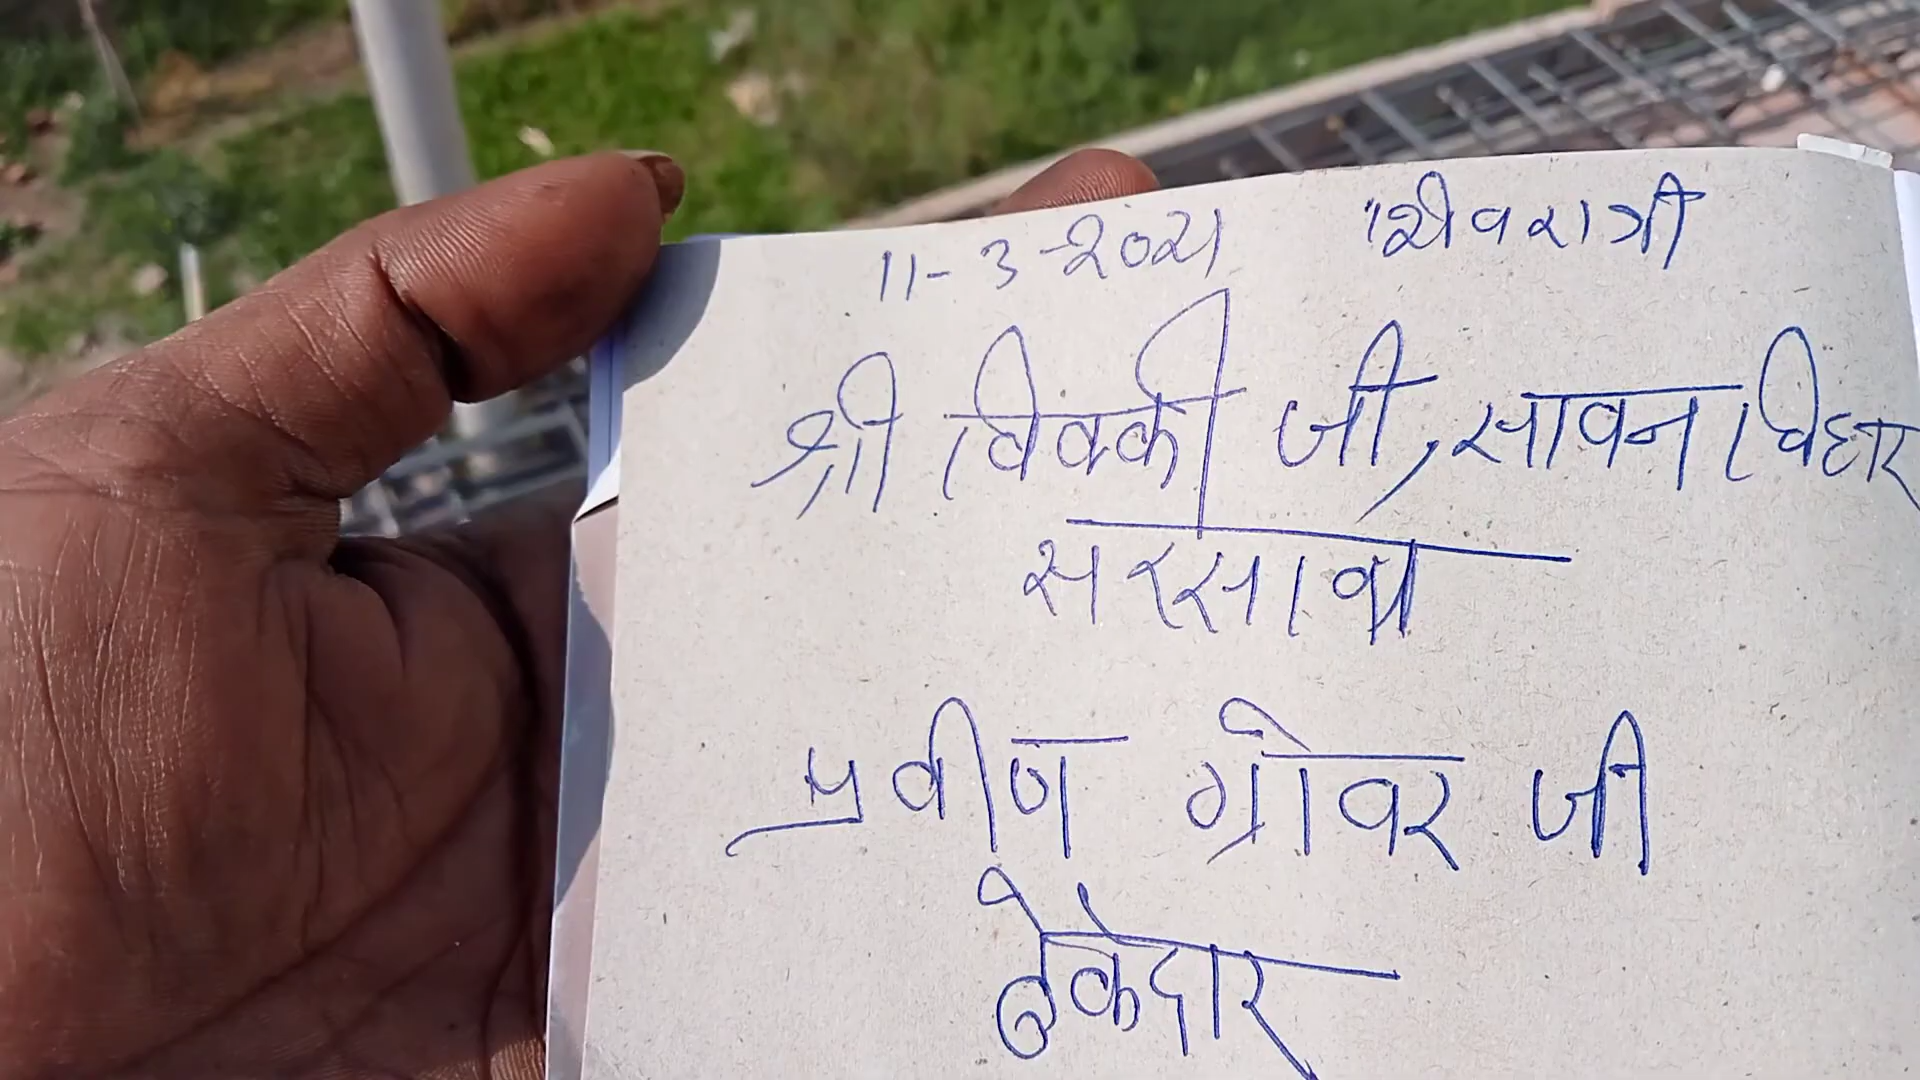 11-3-2021 शिवरात्री
श्री विक्की जी, सावन विहार
सरसावा
प्रवीण ग्रोवर जी
ठेकेदार